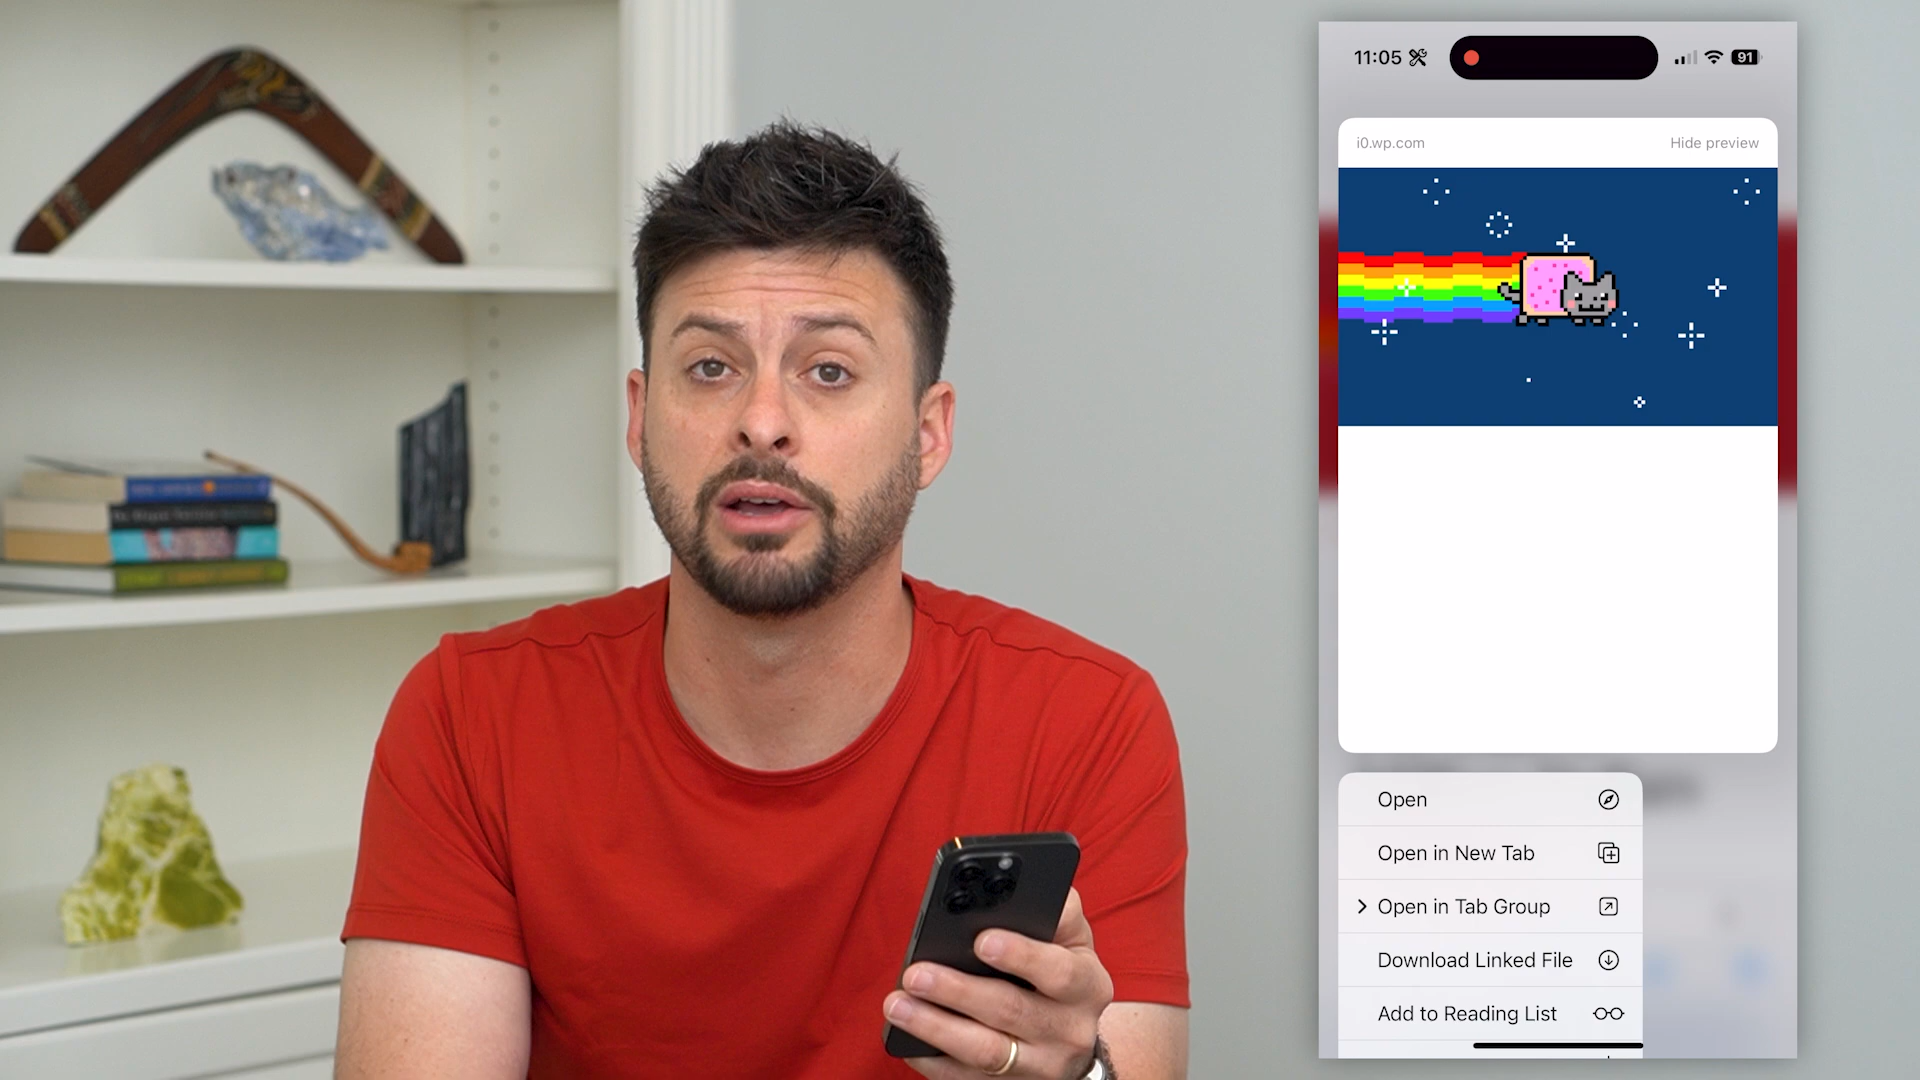 11:05
91
i0.wp.com
Hide preview
Open
Open in New Tab
Open in Tab Group
Download Linked File
Add to Reading List